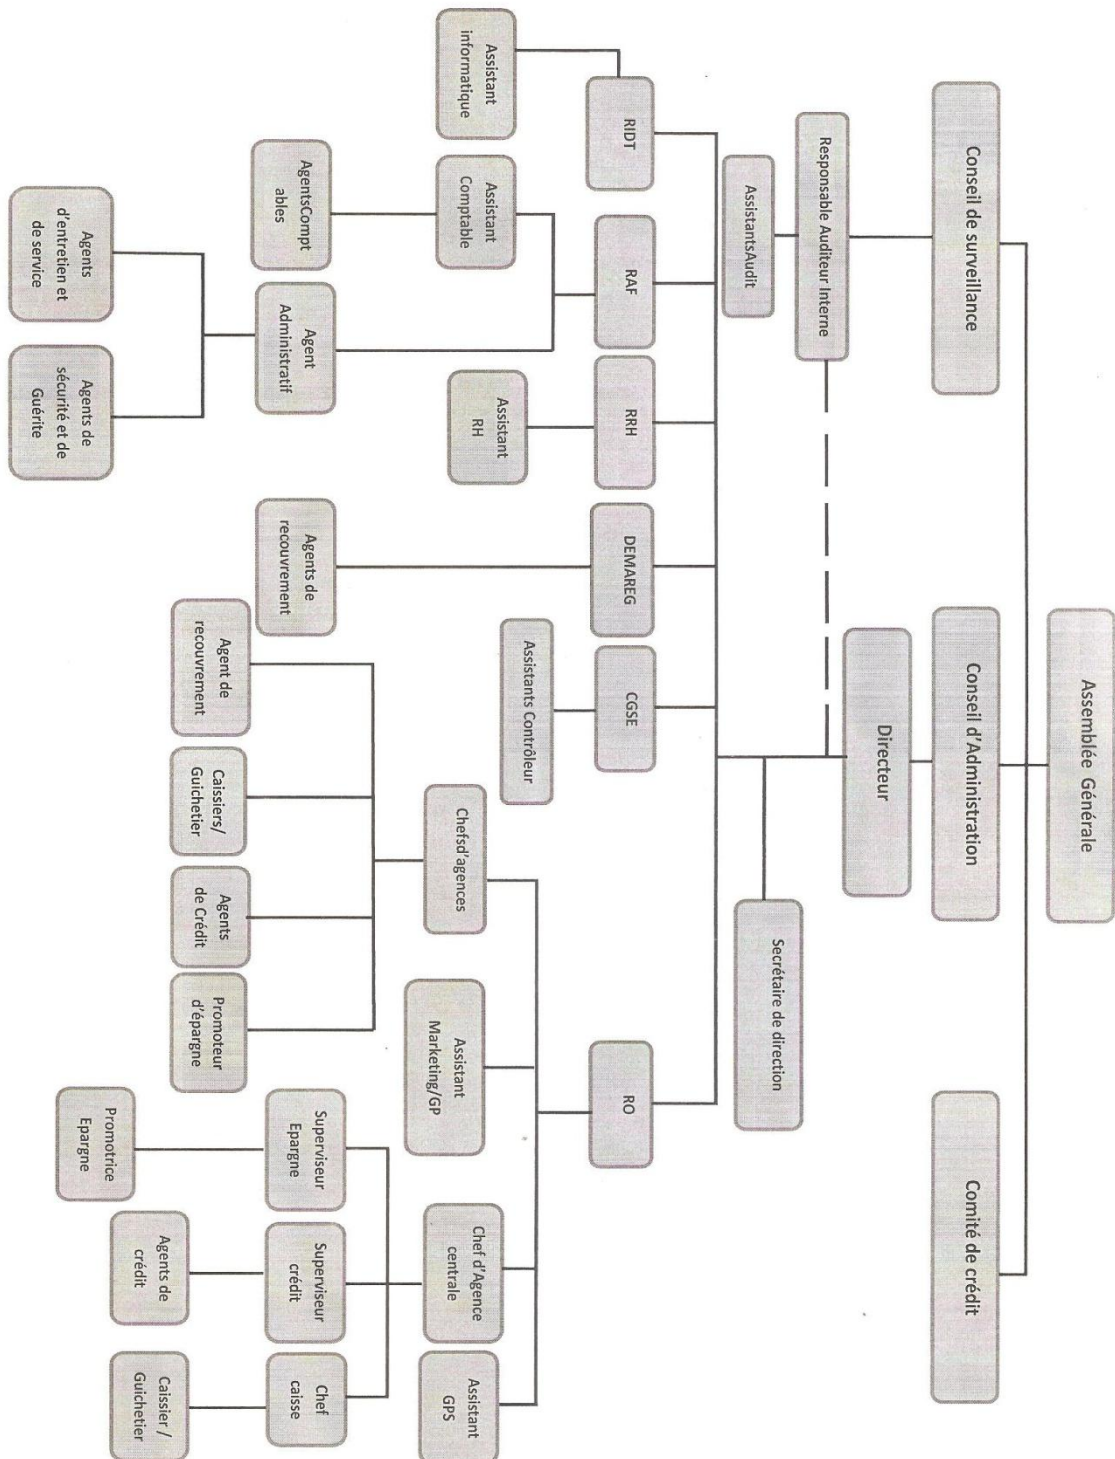 Assemblée Générale
Conseil de surveillance
Conseil d'Administration
Comité de crédit
Responsable Auditeur Interne
Directeur
AssistantsAudit
Secrétaire de direction
RIDT
RAF
RRH
DEMAREG
CGSE
RO
Assistant
informatique
Assistant
Comptable
Assistant
RH
Assistants Contrôleur
Chefsd'agences
Assistant
Marketing/GP
Chef d'Agence
centrale
Assistant
GPS
AgentsCompt
ables
Agent
Administratif
Agents de
recouvrement
Superviseur
Epargne
Superviseur
crédit
Chef
caisse
Agent de
recouvrement
Caissiers/
Guichetier
Agents
de Crédit
Promoteur
d'épargne
Agents
d'entretien et
de service
Agents de
sécurité et de
Guérite
Promotrice
Epargne
Agents de
crédit
Caissier /
Guichetier